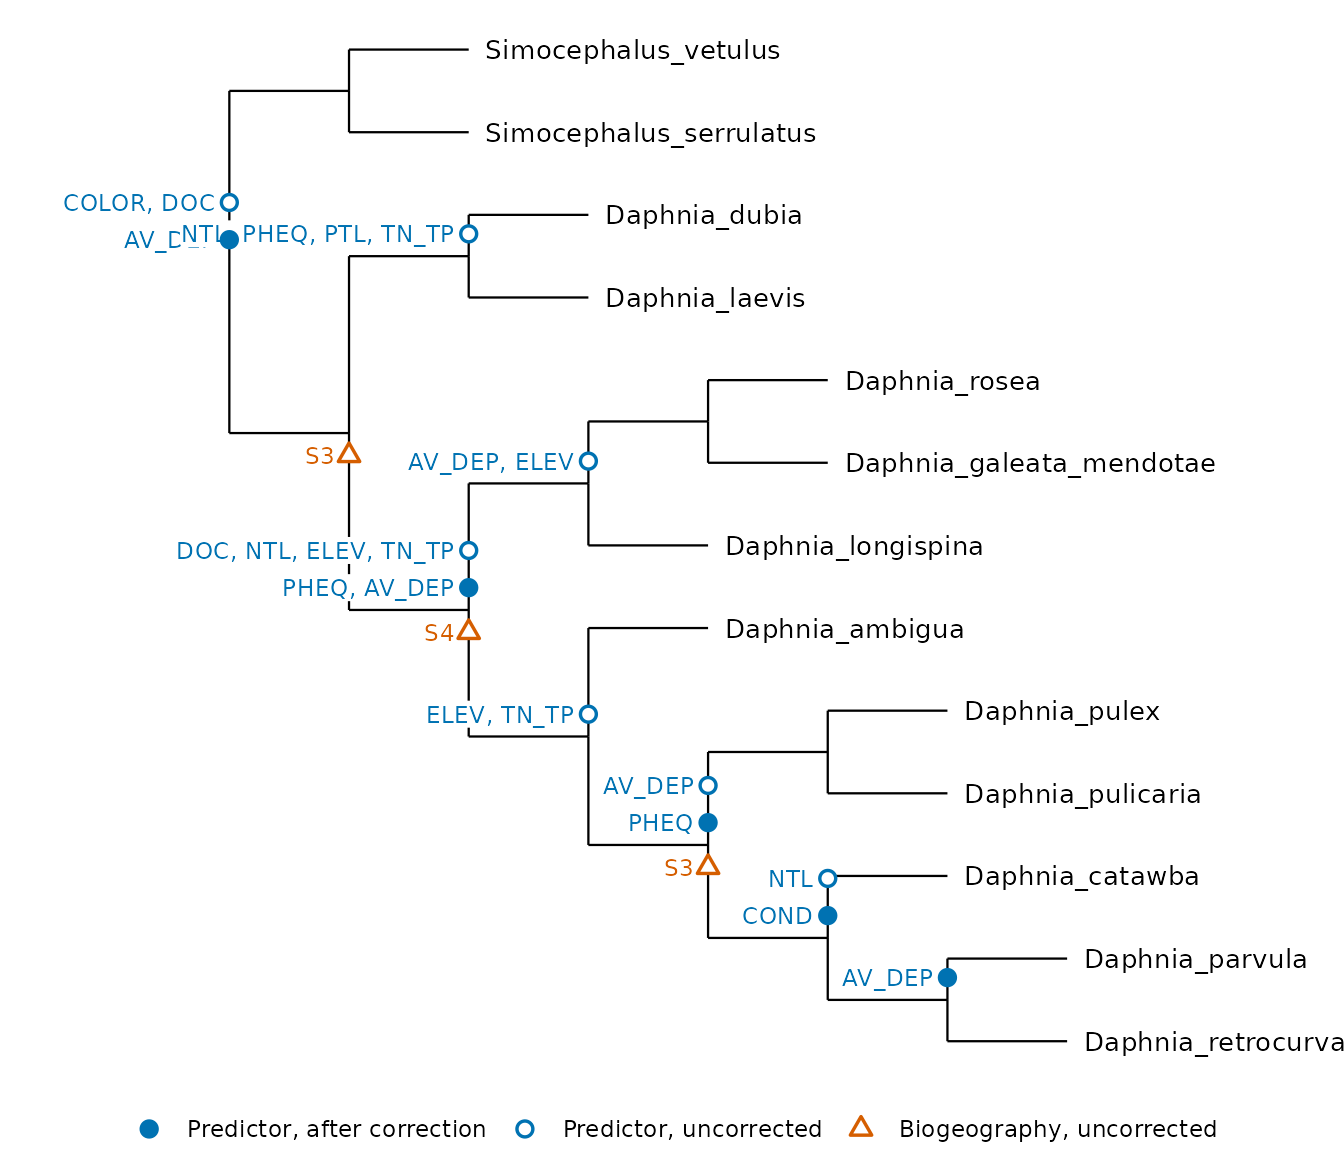 Simocephalus_vetulus
Simocephalus_serrulatus
COLOR, DOC
Daphnia_dubia
NTL, PHEQ, PTL, TN_TP
Daphnia_laevis
Daphnia_rosea
S3
AV_DEP, ELEV
Daphnia_galeata_mendotae
Daphnia_longispina
DOC, NTL, ELEV, TN_TP
PHEQ, AV_DEP
Daphnia_ambigua
S4
ELEV, TN_TP
Daphnia_pulex
AV_DEP
Daphnia_pulicaria
PHEQ
S3
Daphnia_catawba
NTL
COND
Daphnia_parvula
AV_DEP
Daphnia_retrocurva
Predictor, after correction
Predictor, uncorrected
Biogeography, uncorrected